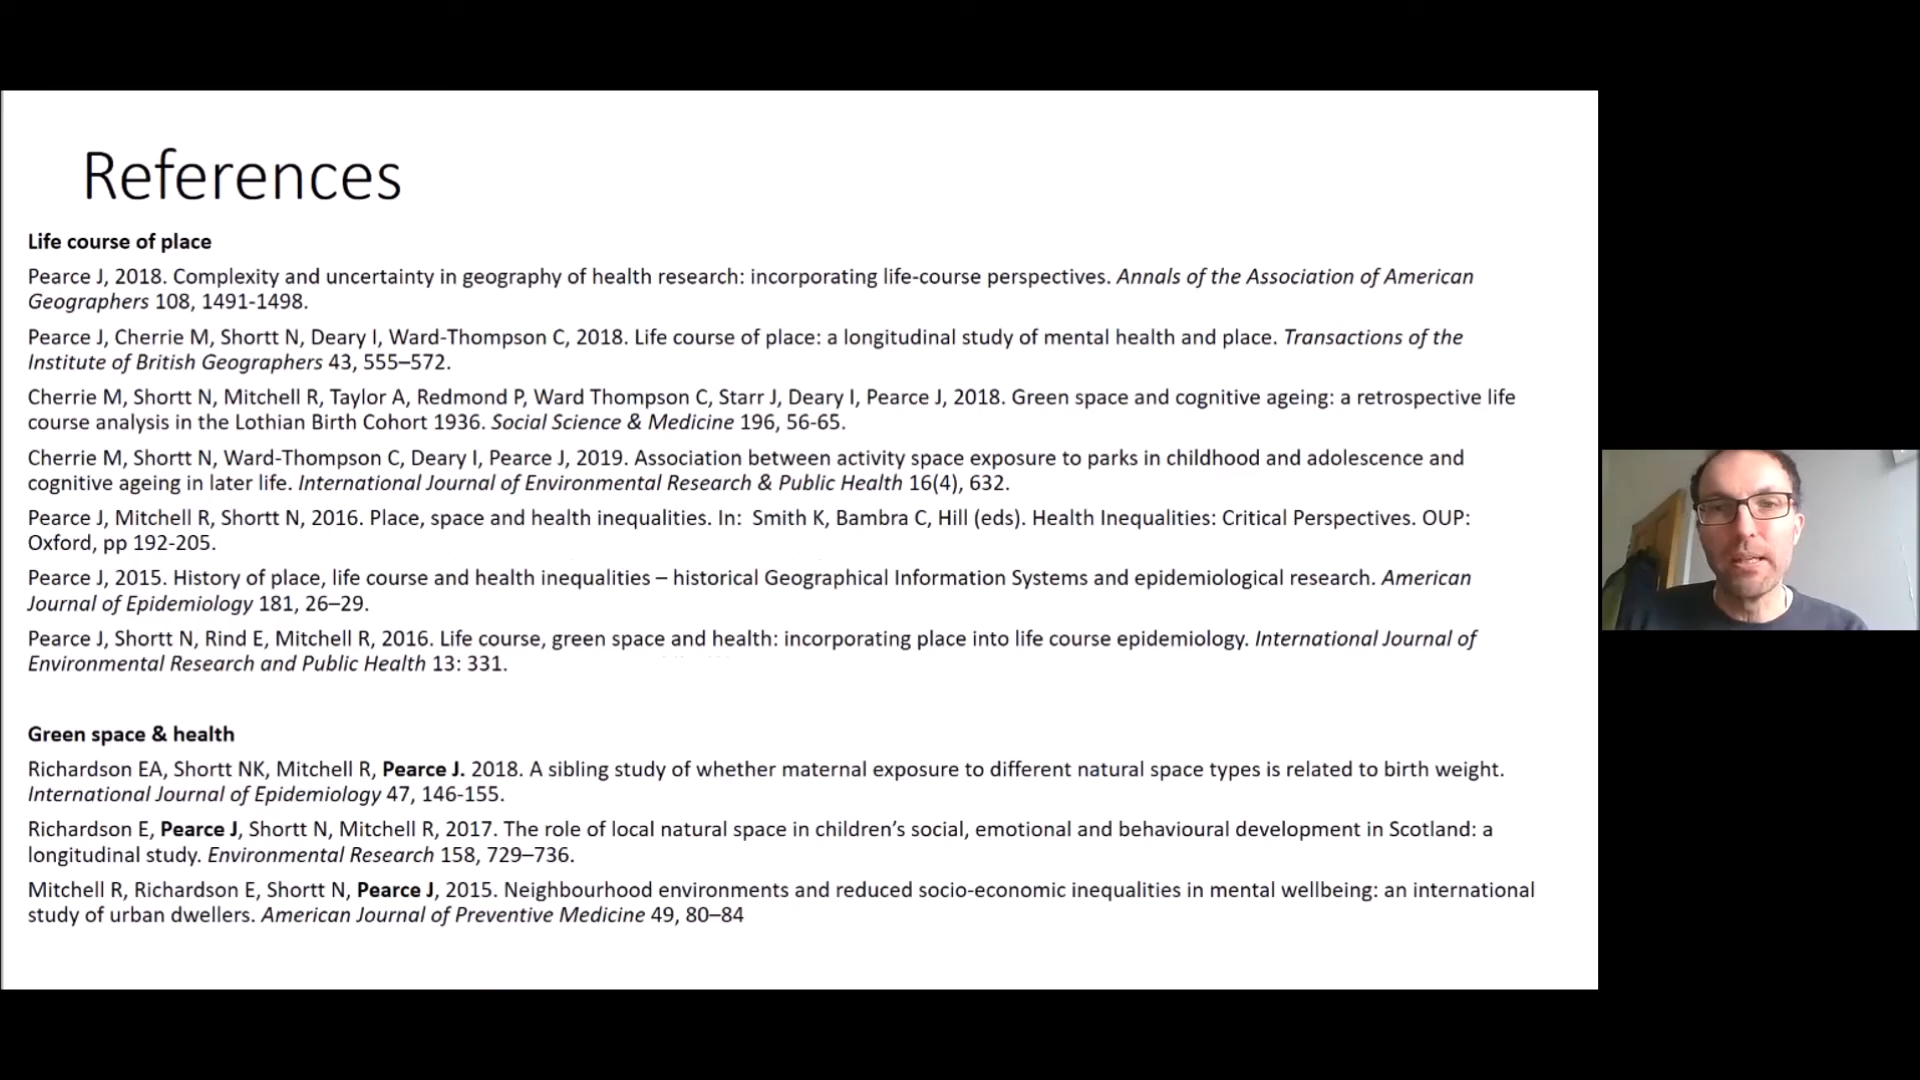 References
Life course of place
Pearce J, 2018. Complexity and uncertainty in geography of health research: incorporating life-course perspectives. Annals of the Association of American
Geographers 108, 1491-1498.
Pearce J, Cherrie M, Shortt N, Deary I, Ward-Thompson C, 2018. Life course of place: a longitudinal study of mental health and place. Transactions of the
Institute of British Geographers 43, 555–572.
Cherrie M, Shortt N, Mitchell R, Taylor A, Redmond P, Ward Thompson C, Starr J, Deary I, Pearce J, 2018. Green space and cognitive ageing: a retrospective life
course analysis in the Lothian Birth Cohort 1936. Social Science & Medicine 196, 56-65.
Cherrie M, Shortt N, Ward-Thompson C, Deary I, Pearce J, 2019. Association between activity space exposure to parks in childhood and adolescence and
cognitive ageing in later life. International Journal of Environmental Research & Public Health 16(4), 632.
Pearce J, Mitchell R, Shortt N, 2016. Place, space and health inequalities. In:  Smith K, Bambra C, Hill (eds). Health Inequalities: Critical Perspectives. OUP:
Oxford, pp 192-205.
Pearce J, 2015. History of place, life course and health inequalities – historical Geographical Information Systems and epidemiological research. American
Journal of Epidemiology 181, 26–29.
Pearce J, Shortt N, Rind E, Mitchell R, 2016. Life course, green space and health: incorporating place into life course epidemiology. International Journal of
Environmental Research and Public Health 13: 331.
Green space & health
Richardson EA, Shortt NK, Mitchell R, Pearce J. 2018. A sibling study of whether maternal exposure to different natural space types is related to birth weight.
International Journal of Epidemiology 47, 146-155.
Richardson E, Pearce J, Shortt N, Mitchell R, 2017. The role of local natural space in children’s social, emotional and behavioural development in Scotland: a
longitudinal study. Environmental Research 158, 729–736.
Mitchell R, Richardson E, Shortt N, Pearce J, 2015. Neighbourhood environments and reduced socio-economic inequalities in mental wellbeing: an international
study of urban dwellers. American Journal of Preventive Medicine 49, 80–84